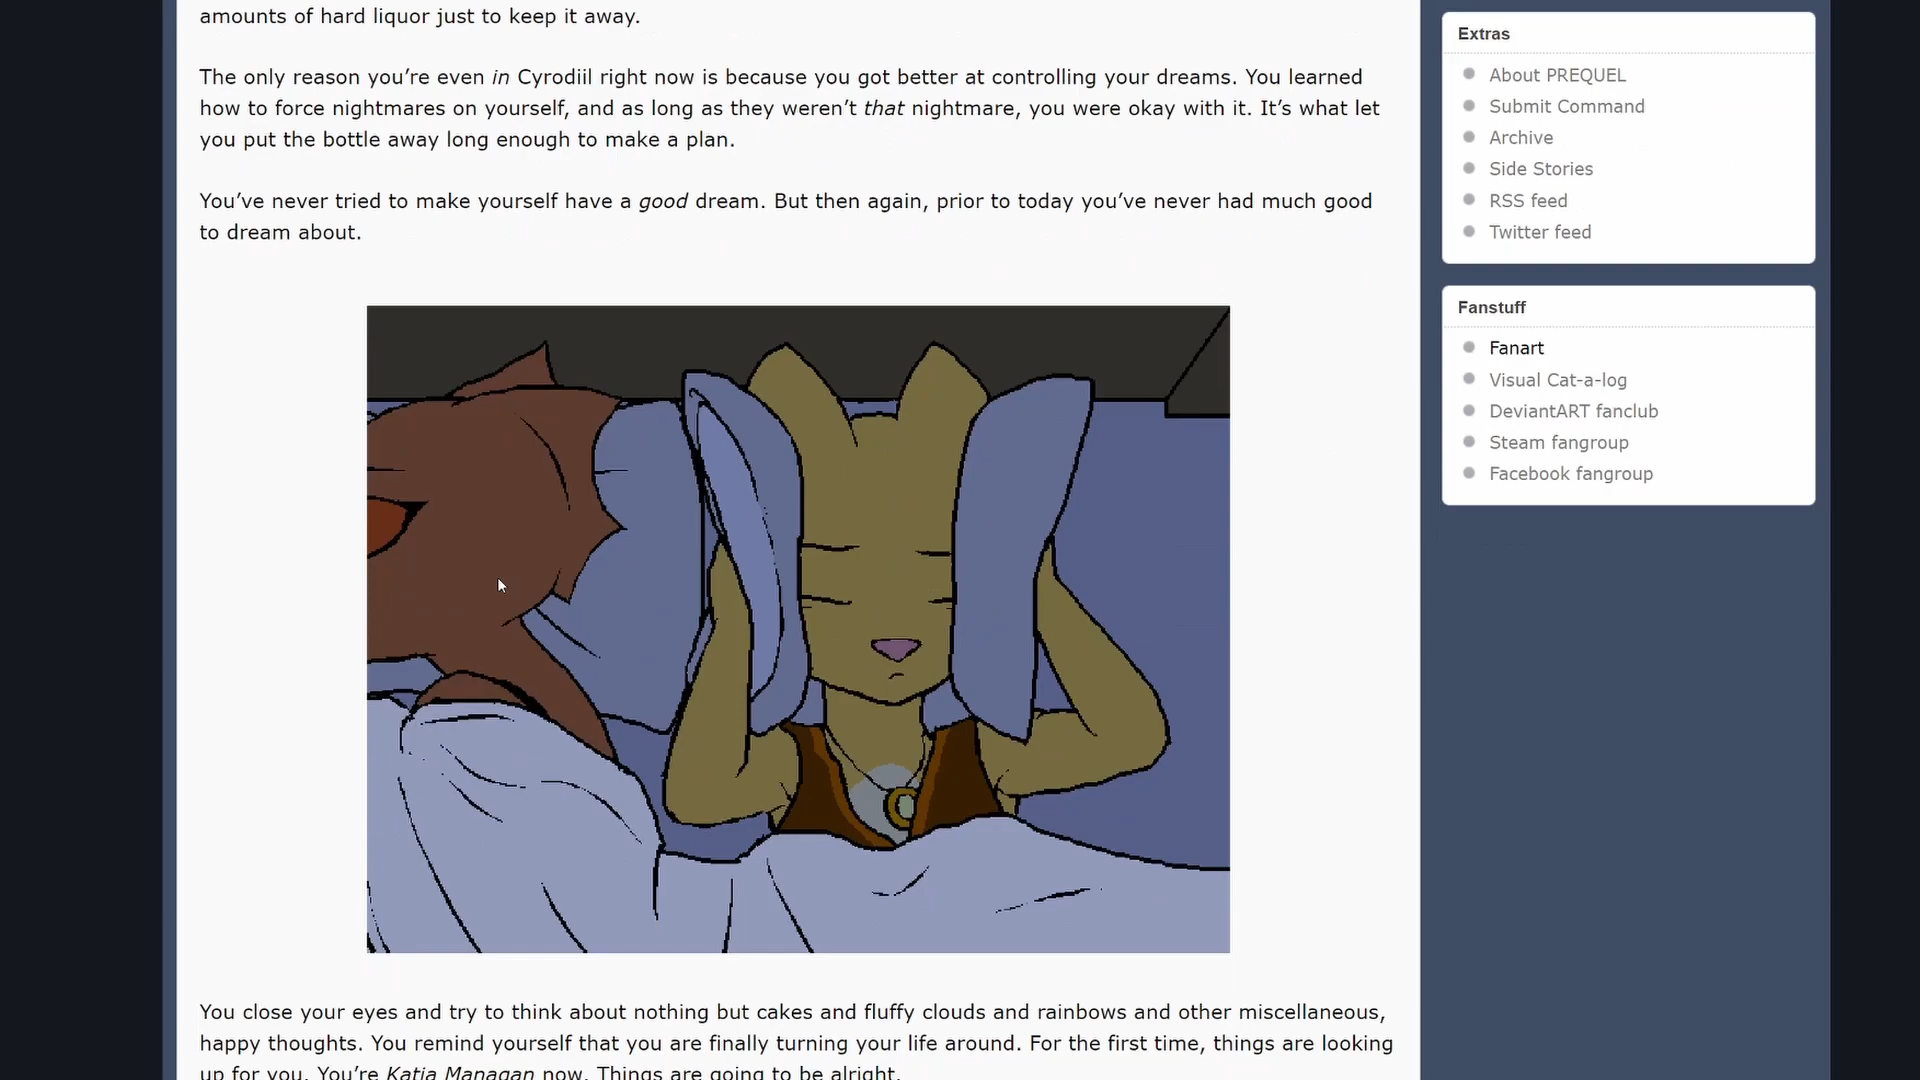 amounts of hard liquor just to keep it away.
The only reason you’re even in Cyrodiil right now is because you got better at controlling your dreams. You learned
how to force nightmares on yourself, and as long as they weren’t that nightmare, you were okay with it. It’s what let
you put the bottle away long enough to make a plan.
You’ve never tried to make yourself have a good dream. But then again, prior to today you’ve never had much good
to dream about.
You close your eyes and try to think about nothing but cakes and fluffy clouds and rainbows and other miscellaneous,
happy thoughts. You remind yourself that you are finally turning your life around. For the first time, things are looking
up for you. You’re Katia Managan now. Things are going to be alright.
Extras
About PREQUEL
Submit Command
Archive
Side Stories
RSS feed
Twitter feed
Fanstuff
Fanart
Visual Cat-a-log
DeviantART fanclub
Steam fangroup
Facebook fangroup